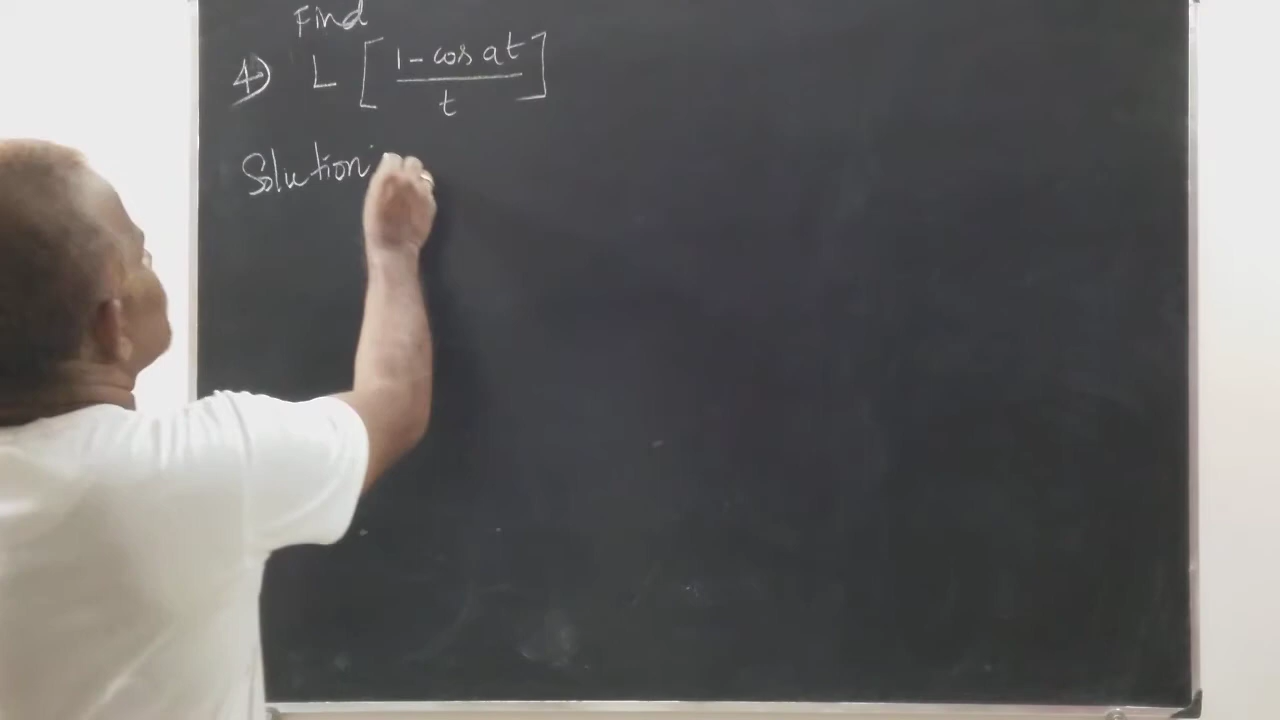 Find
4) L [ 1 - cos at / t ]
Solution